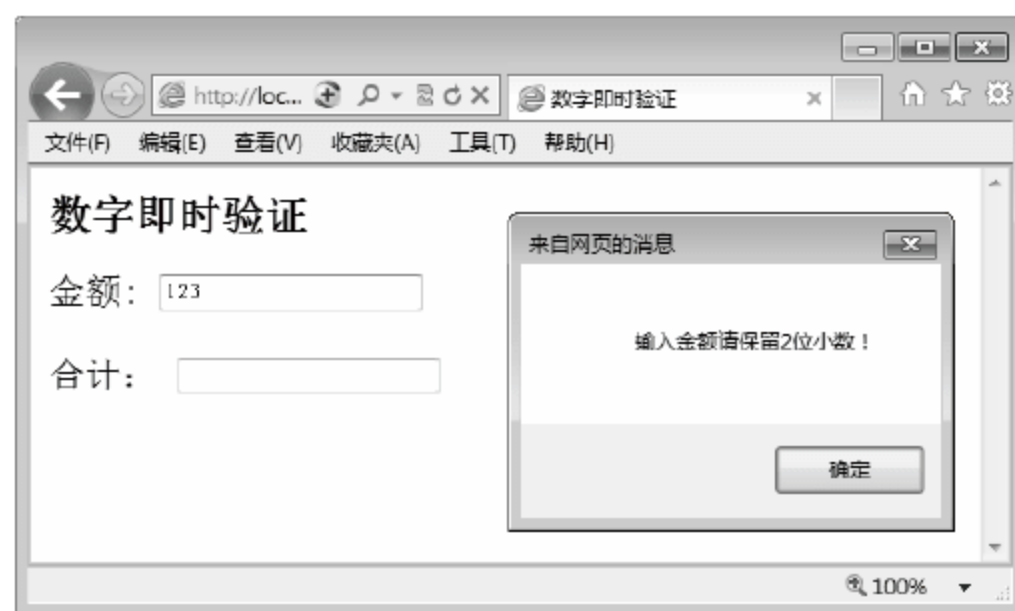 http://loc...
数字即时验证
文件(F) 编辑(E) 查看(V) 收藏夹(A) 工具(T) 帮助(H)
数字即时验证
金额: 123
合计:
来自网页的消息
输入金额请保留2位小数！
确定
100%